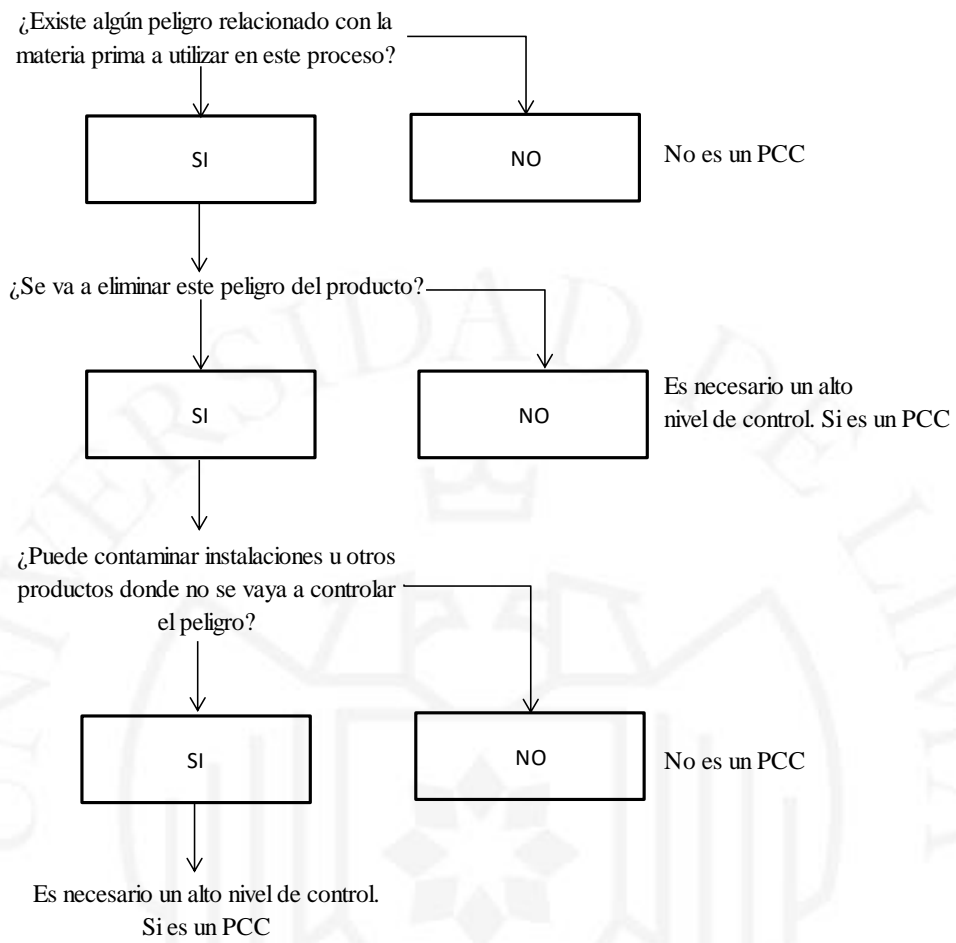 ¿Existe algún peligro relacionado con la
materia prima a utilizar en este proceso?
SI
NO
No es un PCC
¿Se va a eliminar este peligro del producto?
SI
NO
Es necesario un alto
nivel de control. Si es un PCC
¿Puede contaminar instalaciones u otros
productos donde no se vaya a controlar
el peligro?
SI
NO
No es un PCC
Es necesario un alto nivel de control.
Si es un PCC
UNIVERSIDAD DE LIMA